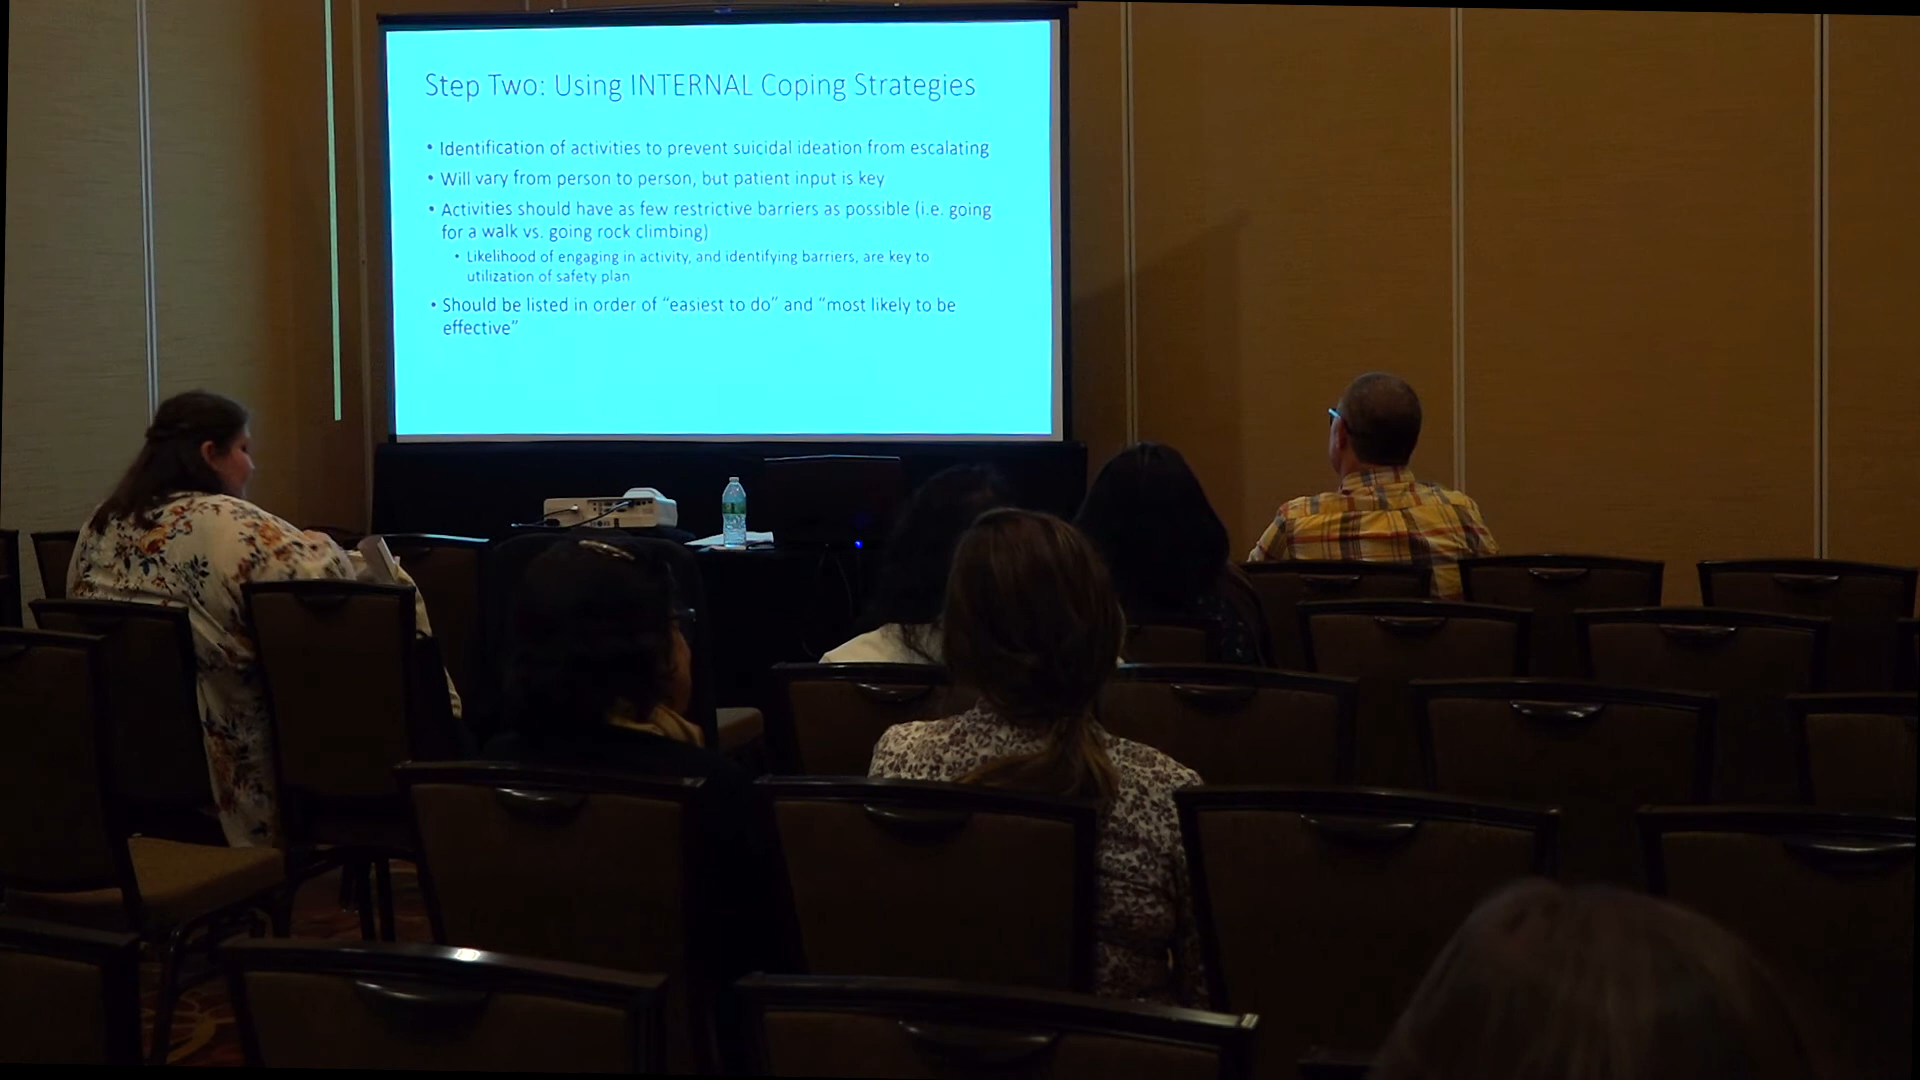 Step Two: Using INTERNAL Coping Strategies
• Identification of activities to prevent suicidal ideation from escalating
• Will vary from person to person, but patient input is key
• Activities should have as few restrictive barriers as possible (i.e. going
for a walk vs. going rock climbing)
• Likelihood of engaging in activity, and identifying barriers, are key to
utilization of safety plan
• Should be listed in order of “easiest to do” and “most likely to be
effective”